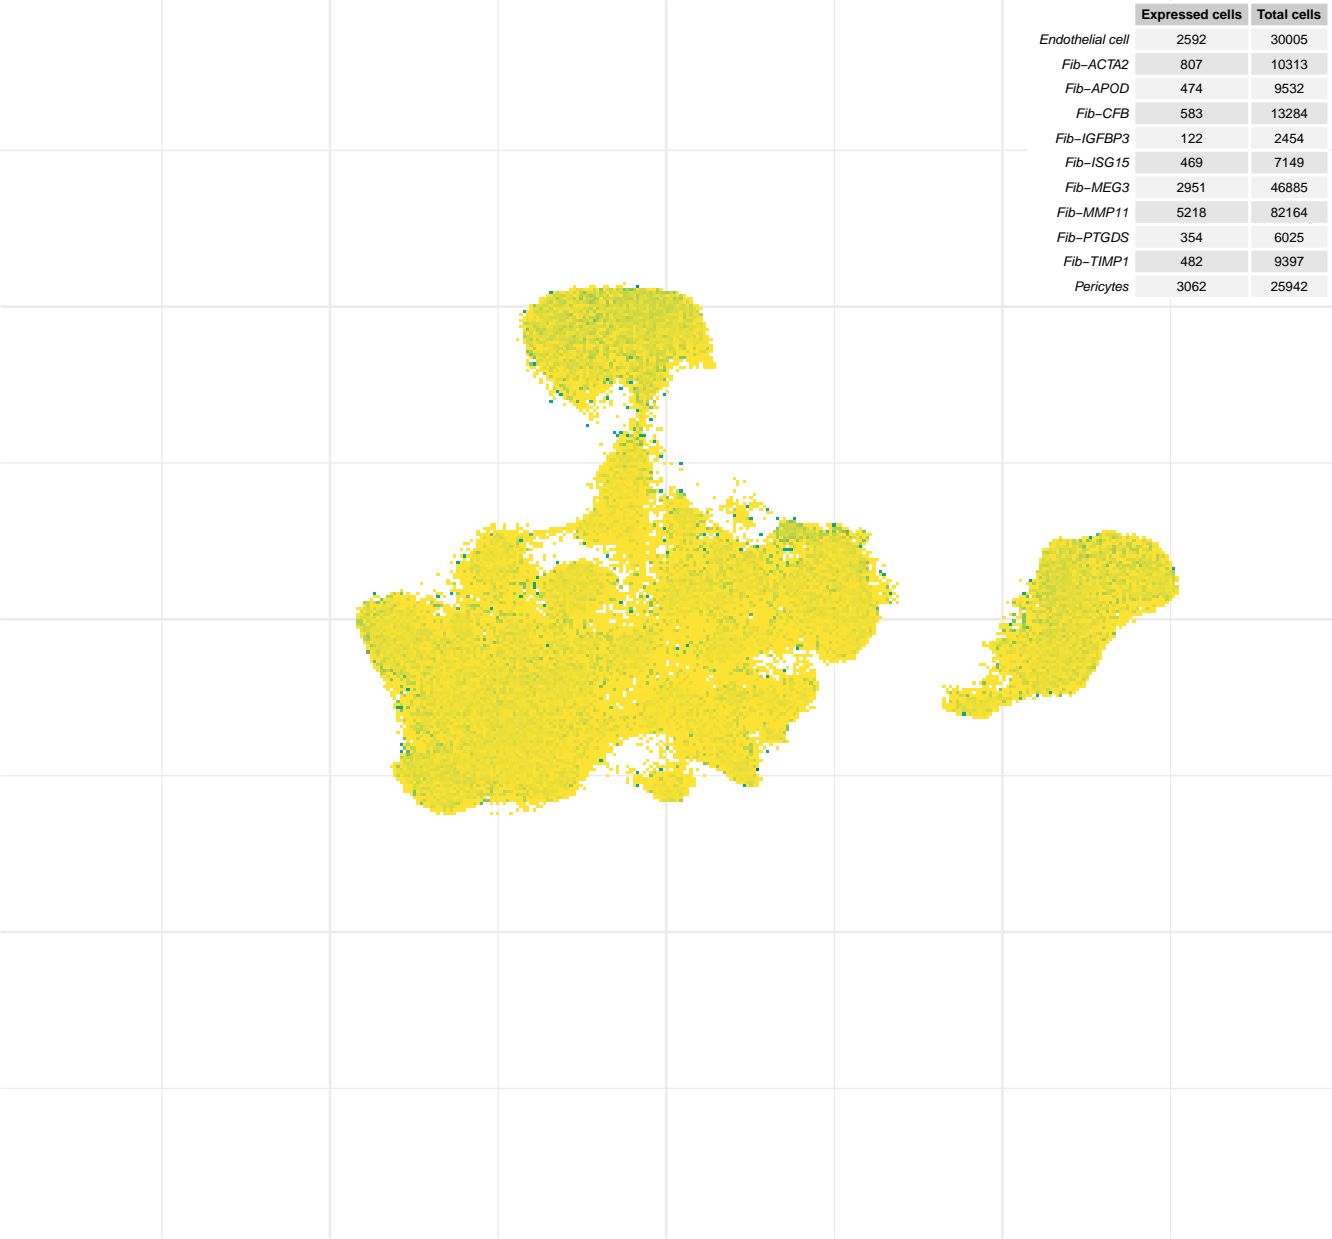 Expressed cells Total cells
Endothelial cell 2592 30005
Fib−ACTA2 807 10313
Fib−APOD 474 9532
Fib−CFB 583 13284
Fib−IGFBP3 122 2454
Fib−ISG15 469 7149
Fib−MEG3 2951 46885
Fib−MMP11 5218 82164
Fib−PTGDS 354 6025
Fib−TIMP1 482 9397
Pericytes 3062 25942